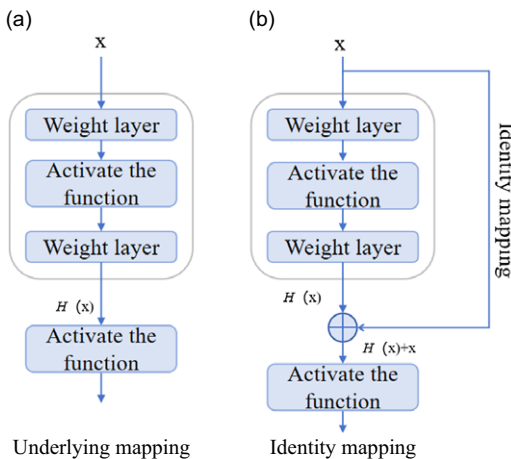 (a)
x
Weight layer
Activate the
function
Weight layer
H (x)
Activate the
function
Underlying mapping
(b)
x
Weight layer
Activate the
function
Weight layer
H (x)
H (x)+x
Activate the
function
Identity mapping
Identity mapping